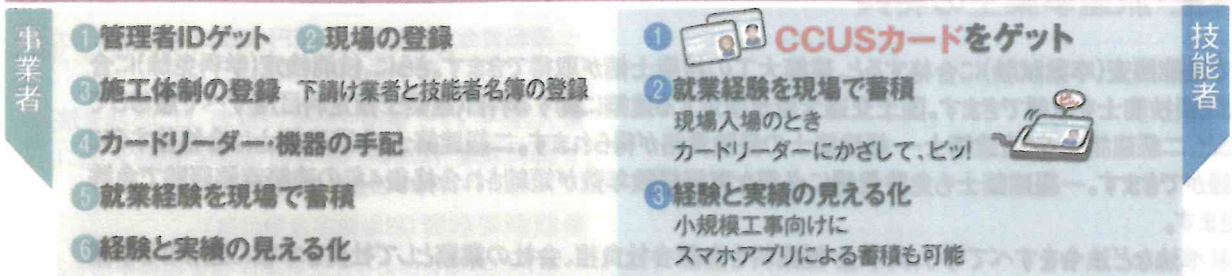 事業者
❶管理者IDゲット ❷現場の登録
❸施工体制の登録 下請け業者と技能者名簿の登録
❹カードリーダー・機器の手配
❺就業経験を現場で蓄積
❻経験と実績の見える化
❶CCUSカードをゲット
❷就業経験を現場で蓄積
現場入場のとき
カードリーダーにかざして、ピッ!
❸経験と実績の見える化
小規模工事向けに
スマホアプリによる蓄積も可能
技能者